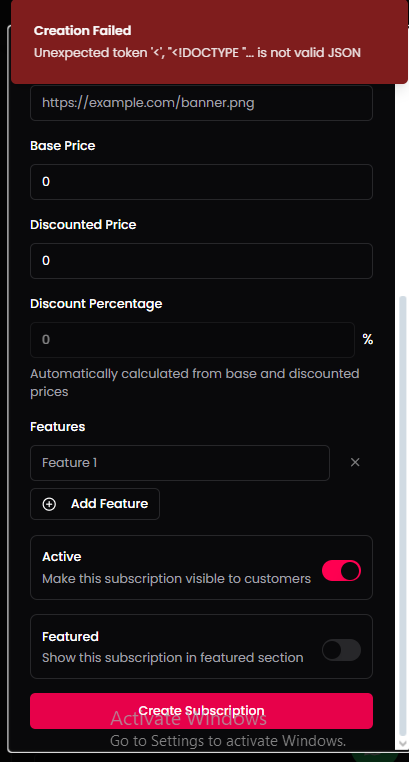 Creation Failed
Unexpected token '<', "<!DOCTYPE "... is not valid JSON
https://example.com/banner.png
Base Price
0
Discounted Price
0
Discount Percentage
0
%
Automatically calculated from base and discounted
prices
Features
Feature 1
Add Feature
Active
Make this subscription visible to customers
Featured
Show this subscription in featured section
Create Subscription
Activate Windows
Go to Settings to activate Windows.